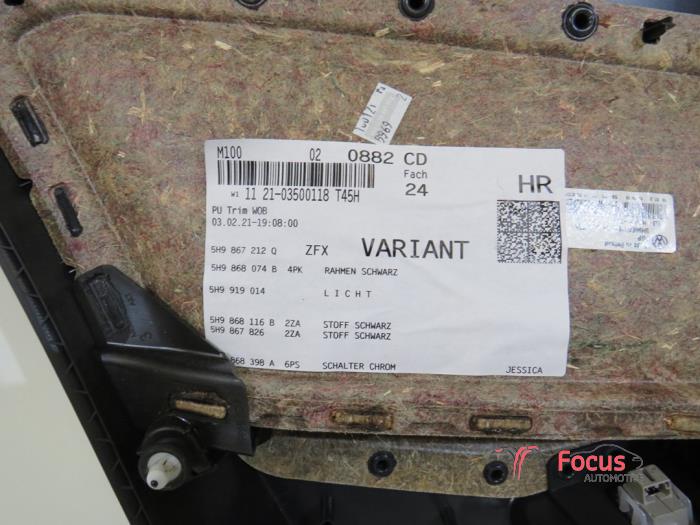 M100 02 0882 CD
Fach
24
HR
W1 11 21-03500118 T45H
PU Trim WOB
03.02.21-19:08:00
5H9 867 212 Q ZFX VARIANT
5H9 868 074 B 4PK RAHMEN SCHWARZ
5H9 919 014 LICHT
5H9 868 116 B 2ZA STOFF SCHWARZ
5H9 867 826 2ZA STOFF SCHWARZ
868 398 A 6PS SCHALTER CHROM
JESSICA
Focus
AUTOMOTIVE